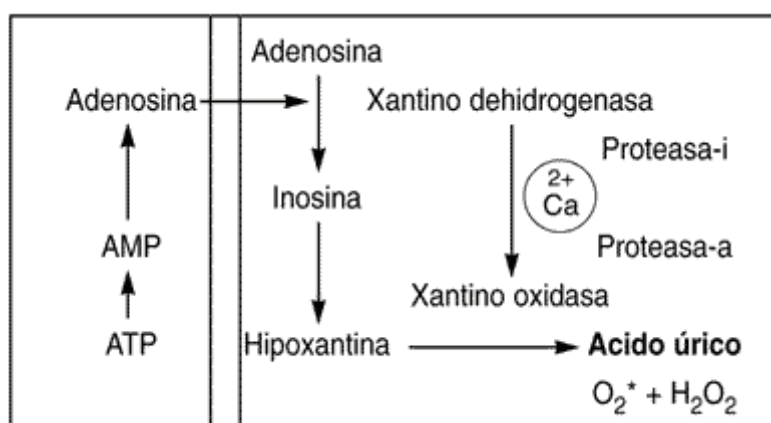 Adenosina
Adenosina
Xantino dehidrogenasa
Proteasa-i
Inosina
2+
Ca
AMP
Proteasa-a
Xantino oxidasa
ATP
Hipoxantina
Acido úrico
O₂* + H₂O₂